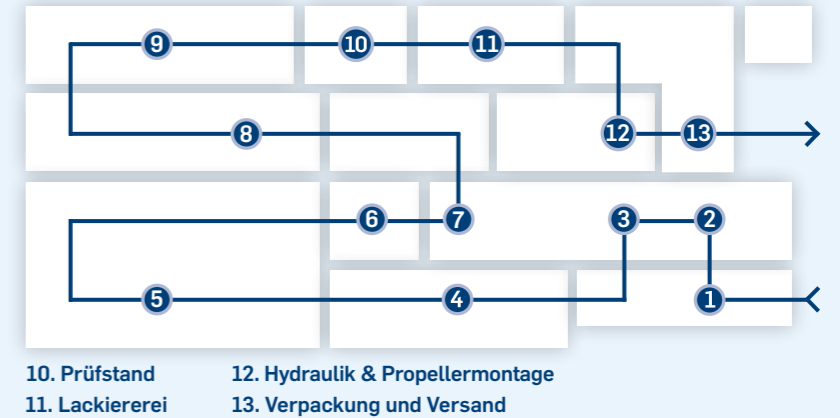 9 10 11
8 12 13
6 7 3 2
5 4 1
10. Prüfstand 12. Hydraulik & Propellermontage
11. Lackiererei 13. Verpackung und Versand